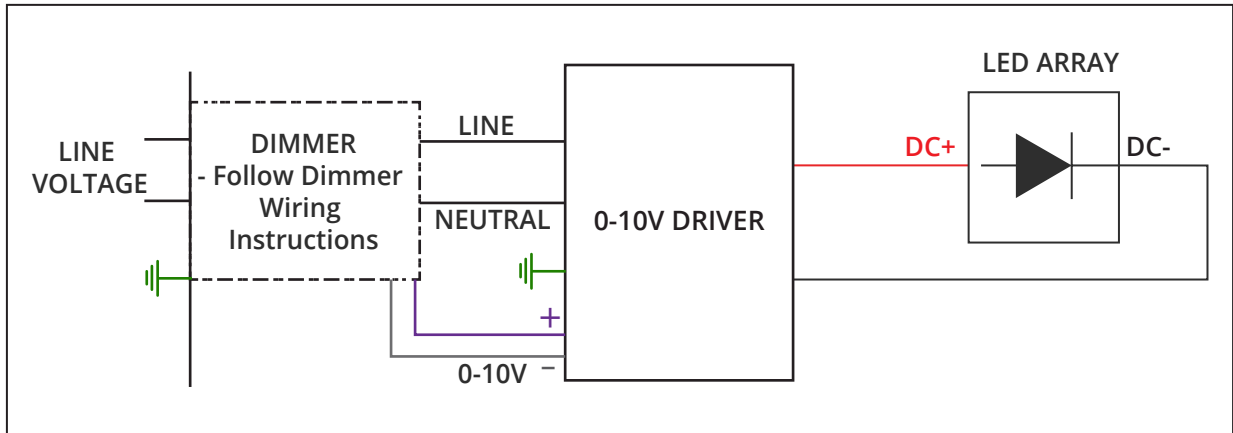 LINE
VOLTAGE
DIMMER
- Follow Dimmer
Wiring
Instructions
LINE
NEUTRAL
+
0-10V −
0-10V DRIVER
LED ARRAY
DC+
DC-